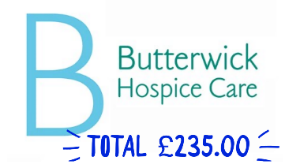 B
Butterwick
Hospice Care
TOTAL £235.00